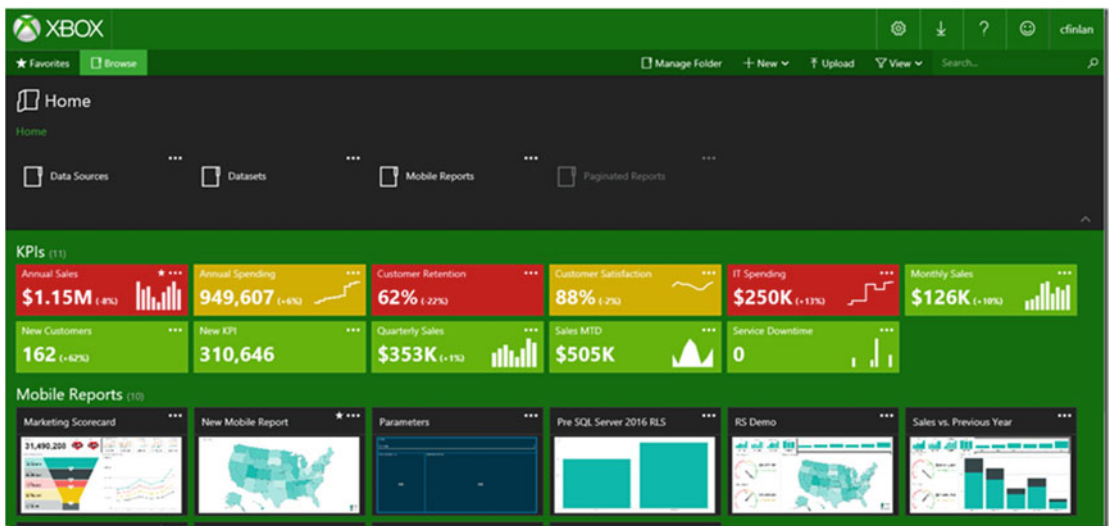 XBOX
cfinlan
Favorites Browse Manage Folder New Upload View Search...
Home
Home
Data Sources Datasets Mobile Reports Paginated Reports
KPIs (11)
Annual Sales Annual Spending Customer Retention Customer Satisfaction IT Spending Monthly Sales
$1.15M (-8%) 949,607 (+6%) 62% (-22%) 88% (-2%) $250K (+13%) $126K (+10%)
New Customers New KPI Quarterly Sales Sales MTD Service Downtime
162 (+62%) 310,646 $353K (+1%) $505K 0
Mobile Reports (10)
Marketing Scorecard New Mobile Report Parameters Pre SQL Server 2016 RLS RS Demo Sales vs. Previous Year
31,490,208